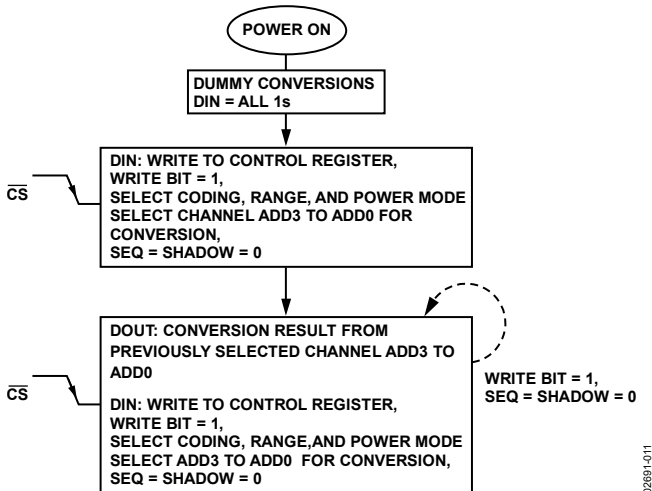 POWER ON
DUMMY CONVERSIONS
DIN = ALL 1s
CS
DIN: WRITE TO CONTROL REGISTER,
WRITE BIT = 1,
SELECT CODING, RANGE, AND POWER MODE
SELECT CHANNEL ADD3 TO ADD0 FOR
CONVERSION,
SEQ = SHADOW = 0
CS
DOUT: CONVERSION RESULT FROM
PREVIOUSLY SELECTED CHANNEL ADD3 TO
ADD0
DIN: WRITE TO CONTROL REGISTER,
WRITE BIT = 1,
SELECT CODING, RANGE,AND POWER MODE
SELECT ADD3 TO ADD0 FOR CONVERSION,
SEQ = SHADOW = 0
WRITE BIT = 1,
SEQ = SHADOW = 0
02691-011